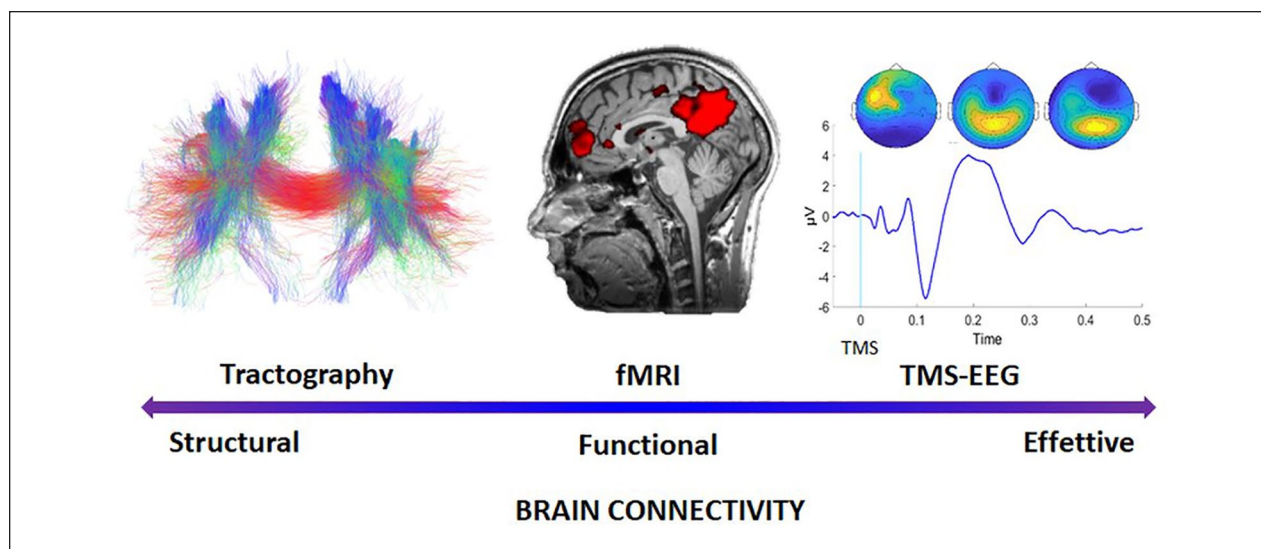 6
4
2
0
-2
-4
-6
µV
0 0.1 0.2 0.3 0.4 0.5
Time
TMS
Tractography fMRI TMS-EEG
Structural Functional Effettive
BRAIN CONNECTIVITY